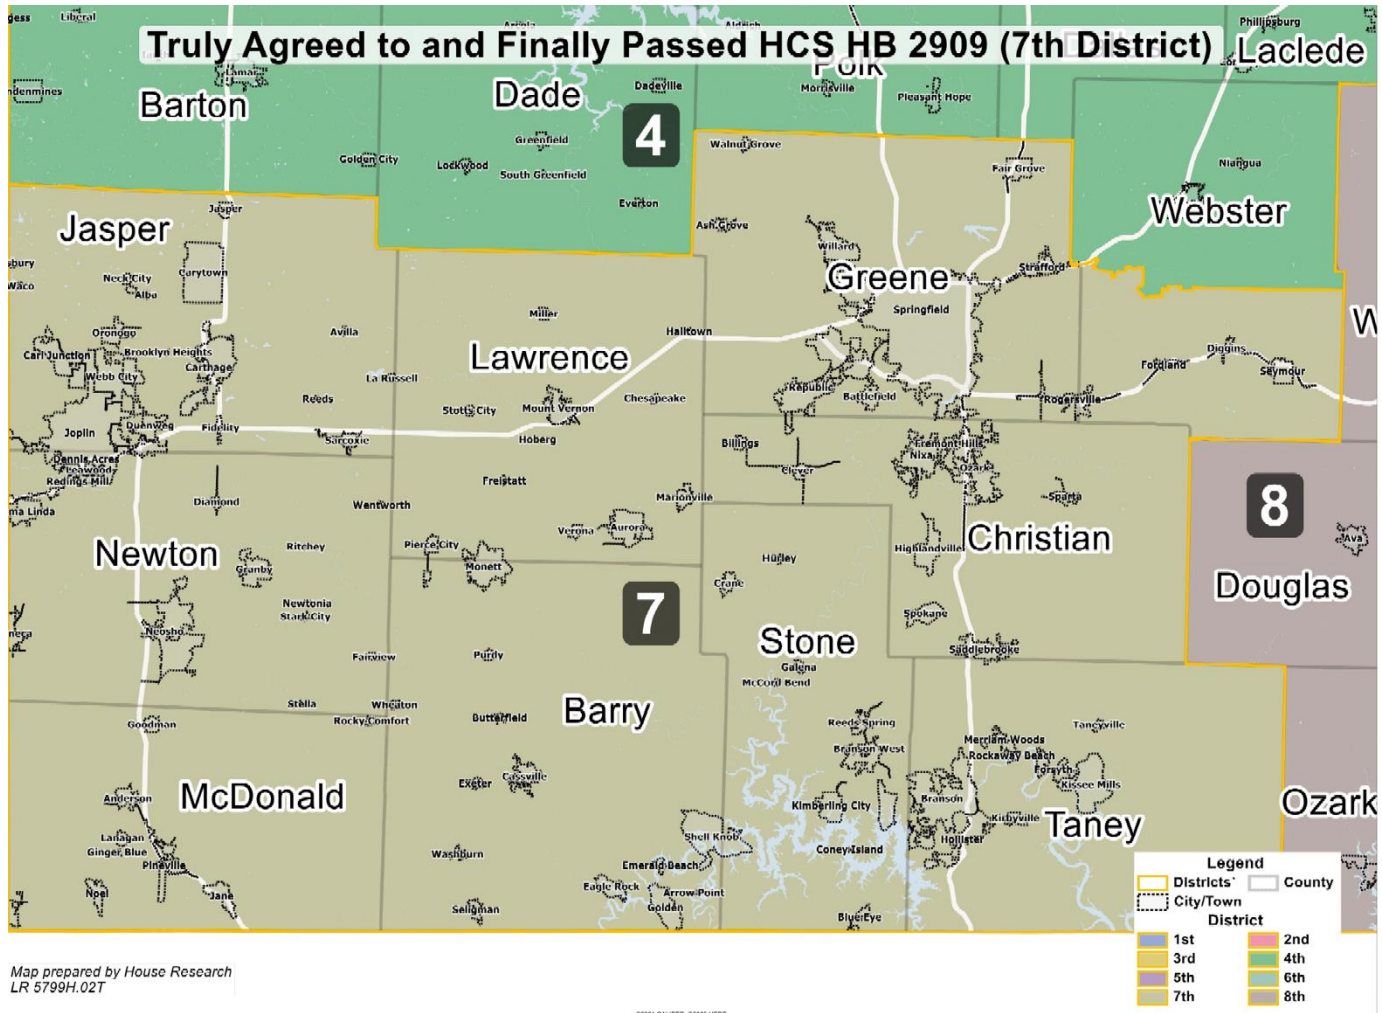 Truly Agreed to and Finally Passed HCS HB 2909 (7th District)
Liberal
Aldrich
Phillipsburg
Laclede
Polk
Lamar
Barton
Dade
Dadeville
Morrisville
Pleasant Hope
4
Greenfield
Walnut Grove
Golden City
Lockwood
South Greenfield
Fair Grove
Niangua
Everton
Webster
Jasper
Jasper
Ash Grove
Willard
Strafford
Neck City
Alba
Carytown
Waco
Greene
Springfield
Miller
Oronogo
Avilla
Halltown
Carl Junction
Brooklyn Heights
Lawrence
Diggins
Webb City
Carthage
La Russell
Fordland
Seymour
Republic
Battlefield
Reeds
Stotts City
Mount Vernon
Chesapeake
Rogersville
Joplin
Duenweg
Fidelity
Sarcoxie
Hoberg
Billings
Fremont Hills
Nixa
Dennis Acres
Leawood
Redings Mill
Clever
Ozark
Freistatt
8
Diamond
Wentworth
Marionville
Sparta
ma Linda
Verona
Aurora
Ava
Newton
Ritchey
Pierce City
Highlandville
Christian
Granby
Monett
Hurley
Crane
Douglas
Newtonia
Stark City
7
Spokane
Neosho
Stone
Saddlebrooke
Fairview
Purdy
Galena
McCord Bend
Stella
Wheaton
Rocky Comfort
Butterfield
Barry
Goodman
Reeds Spring
Taneyville
Branson West
Merriam Woods
Rockaway Beach
Forsyth
Kissee Mills
Exeter
Cassville
McDonald
Anderson
Kimberling City
Branson
Kirbyville
Taney
Ozark
Lanagan
Ginger Blue
Shell Knob
Hollister
Pineville
Washburn
Emerald Beach
Coney Island
Noel
Jane
Eagle Rock
Arrow Point
Golden
Seligman
Blue Eye
Legend
Districts County
City/Town
District
1st 2nd
3rd 4th
5th 6th
7th 8th
Map prepared by House Research
LR 5799H.02T